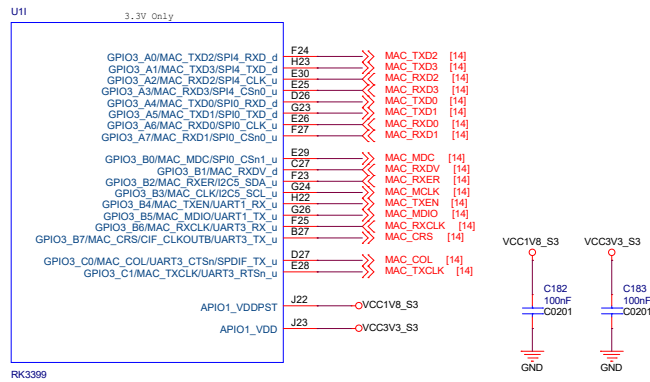 U1I
3.3V Only
GPIO3_A0/MAC_TXD2/SPI4_RXD_d F24 MAC_TXD2 [14]
GPIO3_A1/MAC_TXD3/SPI4_TXD_d H23 MAC_TXD3 [14]
GPIO3_A2/MAC_RXD2/SPI4_CLK_u E30 MAC_RXD2 [14]
GPIO3_A3/MAC_RXD3/SPI4_CSn0_u E25 MAC_RXD3 [14]
GPIO3_A4/MAC_TXD0/SPI0_RXD_d D26 MAC_TXD0 [14]
GPIO3_A5/MAC_TXD1/SPI0_TXD_d G23 MAC_TXD1 [14]
GPIO3_A6/MAC_RXD0/SPI0_CLK_u E26 MAC_RXD0 [14]
GPIO3_A7/MAC_RXD1/SPI0_CSn0_u F27 MAC_RXD1 [14]
GPIO3_B0/MAC_MDC/SPI0_CSn1_u E29 MAC_MDC [14]
GPIO3_B1/MAC_RXDV_d C27 MAC_RXDV [14]
GPIO3_B2/MAC_RXER/I2C5_SDA_u F23 MAC_RXER [14]
GPIO3_B3/MAC_CLK/I2C5_SCL_u G24 MAC_MCLK [14]
GPIO3_B4/MAC_TXEN/UART1_RX_u H22 MAC_TXEN [14]
GPIO3_B5/MAC_MDIO/UART1_TX_u G26 MAC_MDIO [14]
GPIO3_B6/MAC_RXCLK/UART3_RX_u F25 MAC_RXCLK [14]
GPIO3_B7/MAC_CRS/CIF_CLKOUTB/UART3_TX_u B27 MAC_CRS [14]
GPIO3_C0/MAC_COL/UART3_CTSn/SPDIF_TX_u D27 MAC_COL [14]
GPIO3_C1/MAC_TXCLK/UART3_RTSn_u E28 MAC_TXCLK [14]
APIO1_VDDPST J22 VCC1V8_S3
APIO1_VDD J23 VCC3V3_S3
RK3399
VCC1V8_S3
C182
100nF
C0201
GND
VCC3V3_S3
C183
100nF
C0201
GND